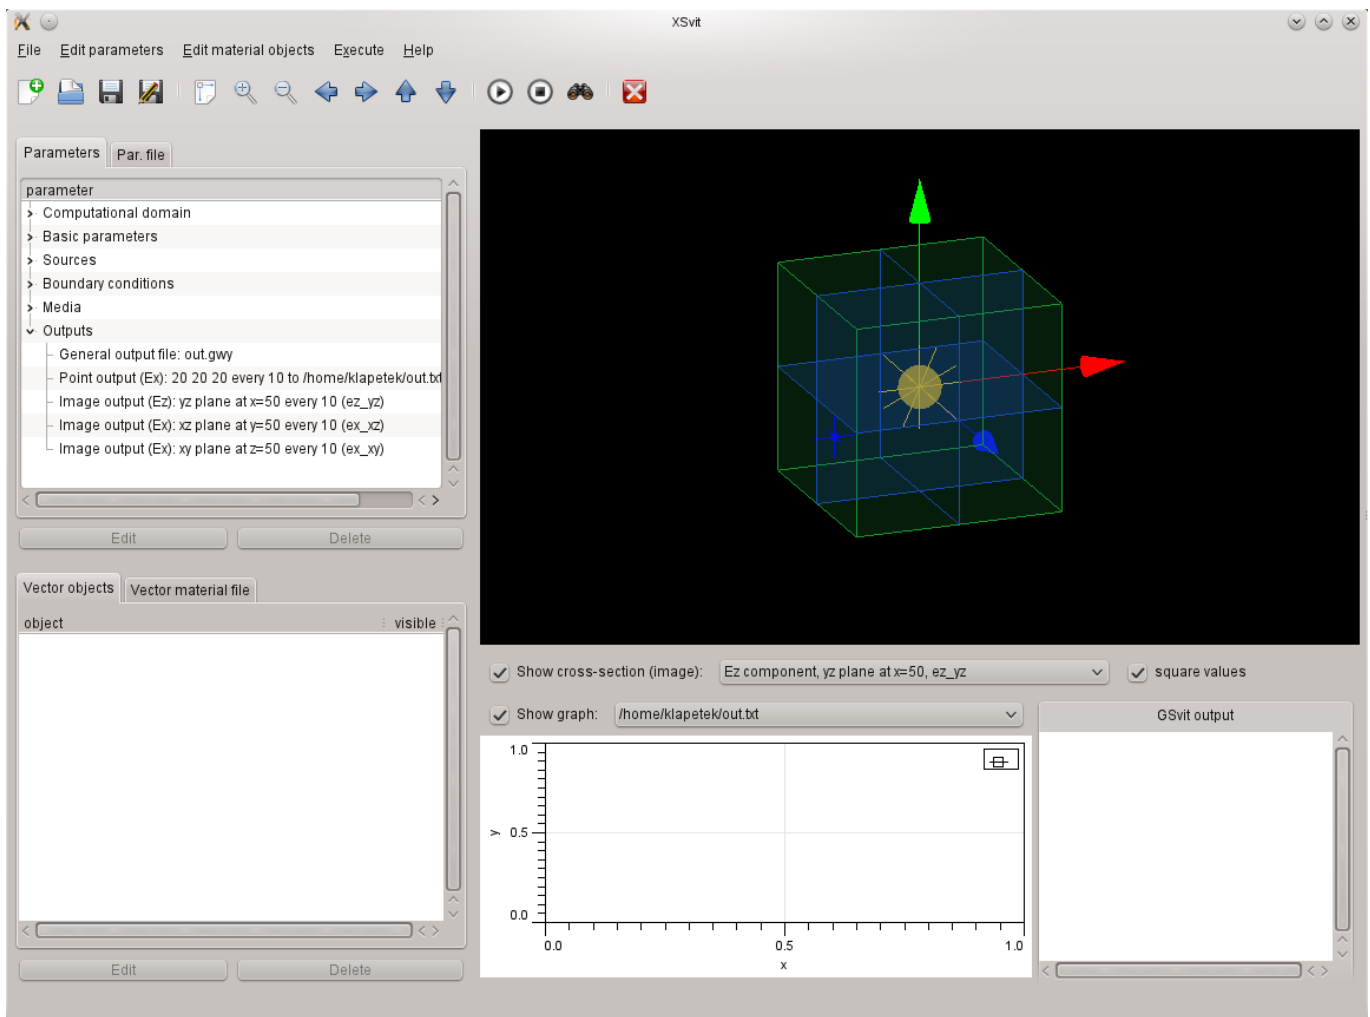 XSvit
File Edit parameters Edit material objects Execute Help
Parameters Par. file
parameter
Computational domain
Basic parameters
Sources
Boundary conditions
Media
Outputs
General output file: out.gwy
Point output (Ex): 20 20 20 every 10 to /home/klapetek/out.txt
Image output (Ez): yz plane at x=50 every 10 (ez_yz)
Image output (Ex): xz plane at y=50 every 10 (ex_xz)
Image output (Ex): xy plane at z=50 every 10 (ex_xy)
Edit Delete
Vector objects Vector material file
object visible
Edit Delete
Show cross-section (image): Ez component, yz plane at x=50, ez_yz square values
Show graph: /home/klapetek/out.txt
GSvit output
1.0
y 0.5
0.0
0.0 0.5 1.0
x